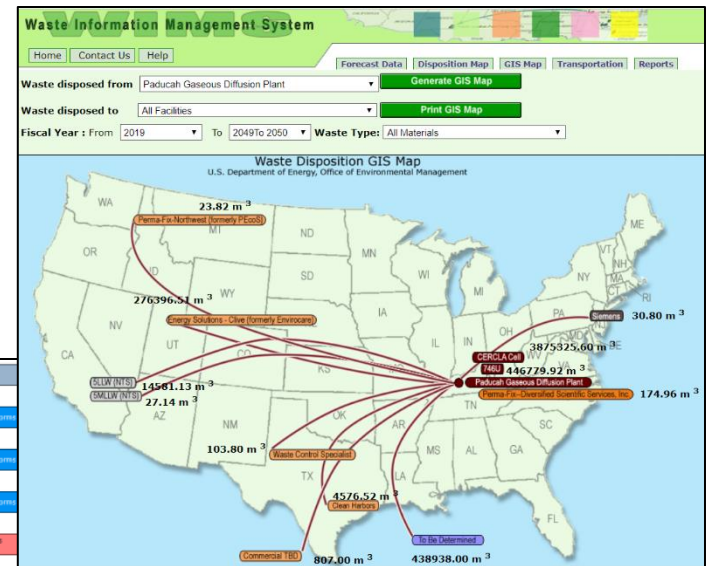 Waste Information Management System
Home Contact Us Help
Forecast Data Disposition Map GIS Map Transportation Reports
Waste disposed from Paducah Gaseous Diffusion Plant Generate GIS Map
Waste disposed to All Facilities Print GIS Map
Fiscal Year : From 2019 To 2049To 2050 Waste Type: All Materials
Waste Disposition GIS Map
U.S. Department of Energy, Office of Environmental Management
WA
23.82 m 3
Perma-Fix-Northwest (formerly PEcoS)
MT
ND
MN
ME
OR
ID
SD
WI
MI
VT
NH
NY
MA
CT
RI
276396.51 m 3
WY
Energy Solutions - Clive (formerly Envirocare)
IA
PA
Siemens 30.80 m 3
NV
UT
CO
IL
IN
OH
3875325.60 m 3
DE
CA
KS
CERCLA Cell
746U 446779.92 m 3
VA
5LLW (NTS) 14581.13 m 3
5MLLW (NTS) 27.14 m 3
Paducah Gaseous Diffusion Plant
Perma-Fix-Diversified Scientific Services, Inc 174.96 m 3
AZ
NM
OK
AR
TN
SC
103.80 m 3
Waste Control Specialist
MS
AL
GA
TX
LA
4576.52 m 3
Clean Harbors
FL
To Be Determined
Commercial TBD 807.00 m 3
438938.00 m 3